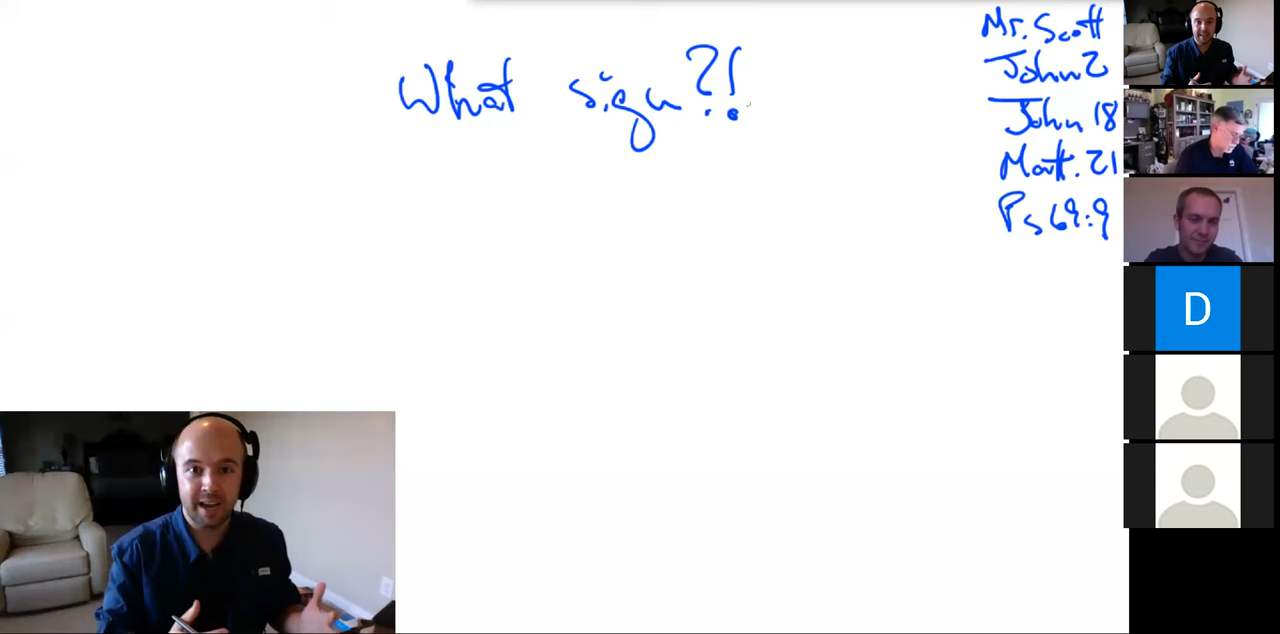 What sign?!
Mr. Scott
John 2
John 18
Matt. 21
Ps 69:9
D